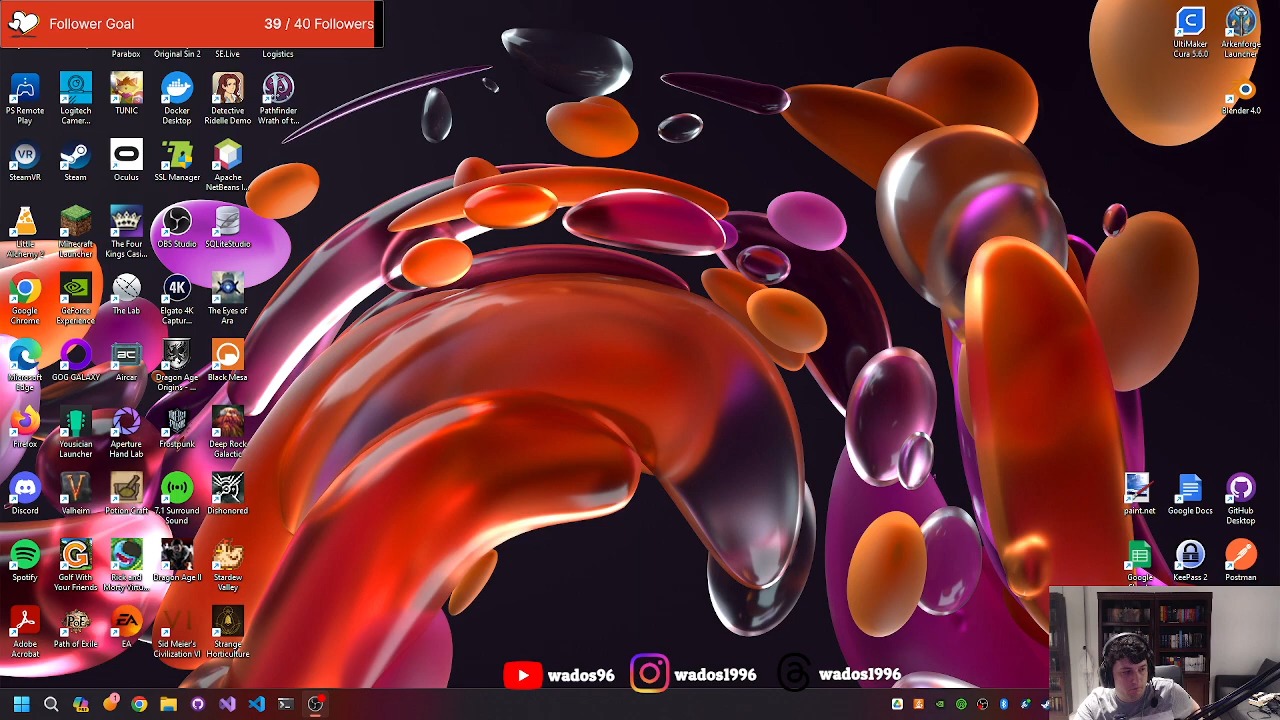 Follower Goal
39 / 40 Followers
Parabox
Original Sin 2
SE.Live
Logistics
UltiMaker
Cura 5.6.0
Arkenforge
Launcher
PS Remote
Play
Logitech
Camer...
TUNIC
Docker
Desktop
Detective
Ridelle Demo
Pathfinder
Wrath of t...
Blender 4.0
SteamVR
Steam
Oculus
SSL Manager
Apache
NetBeans I...
Little
Alchemy 2
Minecraft
Launcher
The Four
Kings Casi...
OBS Studio
SQLiteStudio
Google
Chrome
GeForce
Experience
The Lab
4K
Elgato 4K
Captur...
The Eyes of
Ara
Microsoft
Edge
GOG GALAXY
Aircar
Dragon Age
Origins - ...
Black Mesa
Firefox
Yousician
Launcher
Aperture
Hand Lab
Frostpunk
Deep Rock
Galactic
Discord
Valheim
Potion Craft
7.1 Surround
Sound
Dishonored
paint.net
Google Docs
GitHub
Desktop
Spotify
Golf With
Your Friends
Rick and
Morty Virtu...
Dragon Age II
Stardew
Valley
Google
KeePass 2
Postman
Adobe
Acrobat
Path of Exile
EA
Sid Meier's
Civilization VI
Strange
Horticulture
wados96
wados1996
wados1996